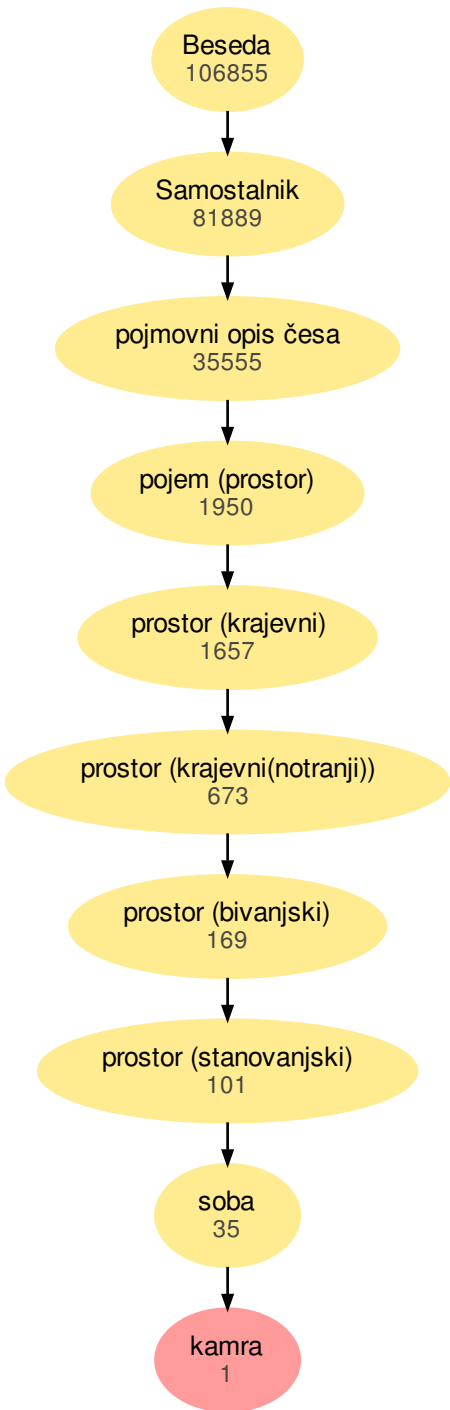 Beseda
106855
Samostalnik
81889
pojmovni opis česa
35555
pojem (prostor)
1950
prostor (krajevni)
1657
prostor (krajevni(notranji))
673
prostor (bivanjski)
169
prostor (stanovanjski)
101
soba
35
kamra
1